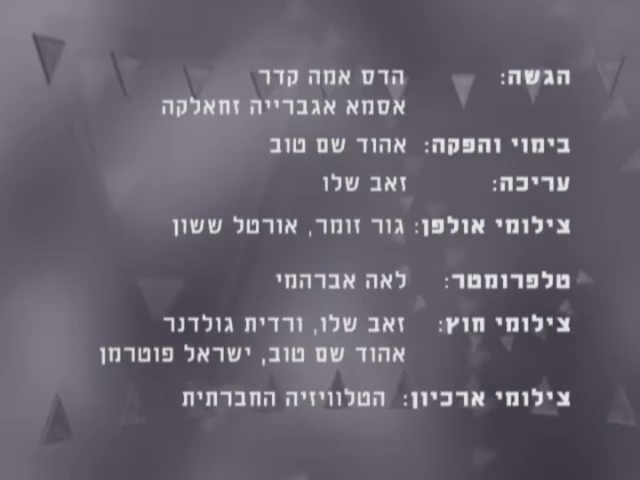 הגשה: הדס אמה קדר
אסמא אגברייה זחאלקה
בימוי והפקה: אהוד שם טוב
עריכה: זאב שלו
צילומי אולפן: גור זומר, אורטל ששון
טלפרומטר: לאה אברהמי
צילומי חוץ: זאב שלו, ורדית גולדנר
אהוד שם טוב, ישראל פוטרמן
צילומי ארכיון: הטלוויזיה החברתית